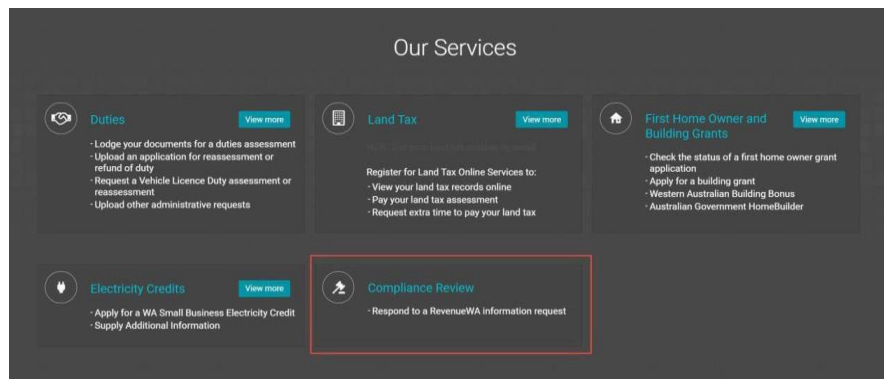 Our Services
Duties
View more
- Lodge your documents for a duties assessment
- Upload an application for reassessment or
refund of duty
- Request a Vehicle Licence Duty assessment or
reassessment
- Upload other administrative requests
Land Tax
View more
Register for Land Tax Online Services to:
- View your land tax records online
- Pay your land tax assessment
- Request extra time to pay your land tax
First Home Owner and
Building Grants
View more
- Check the status of a first home owner grant
application
- Apply for a building grant
- Western Australian Building Bonus
- Australian Government HomeBuilder
Electricity Credits
View more
- Apply for a WA Small Business Electricity Credit
- Supply Additional Information
Compliance Review
- Respond to a RevenueWA information request